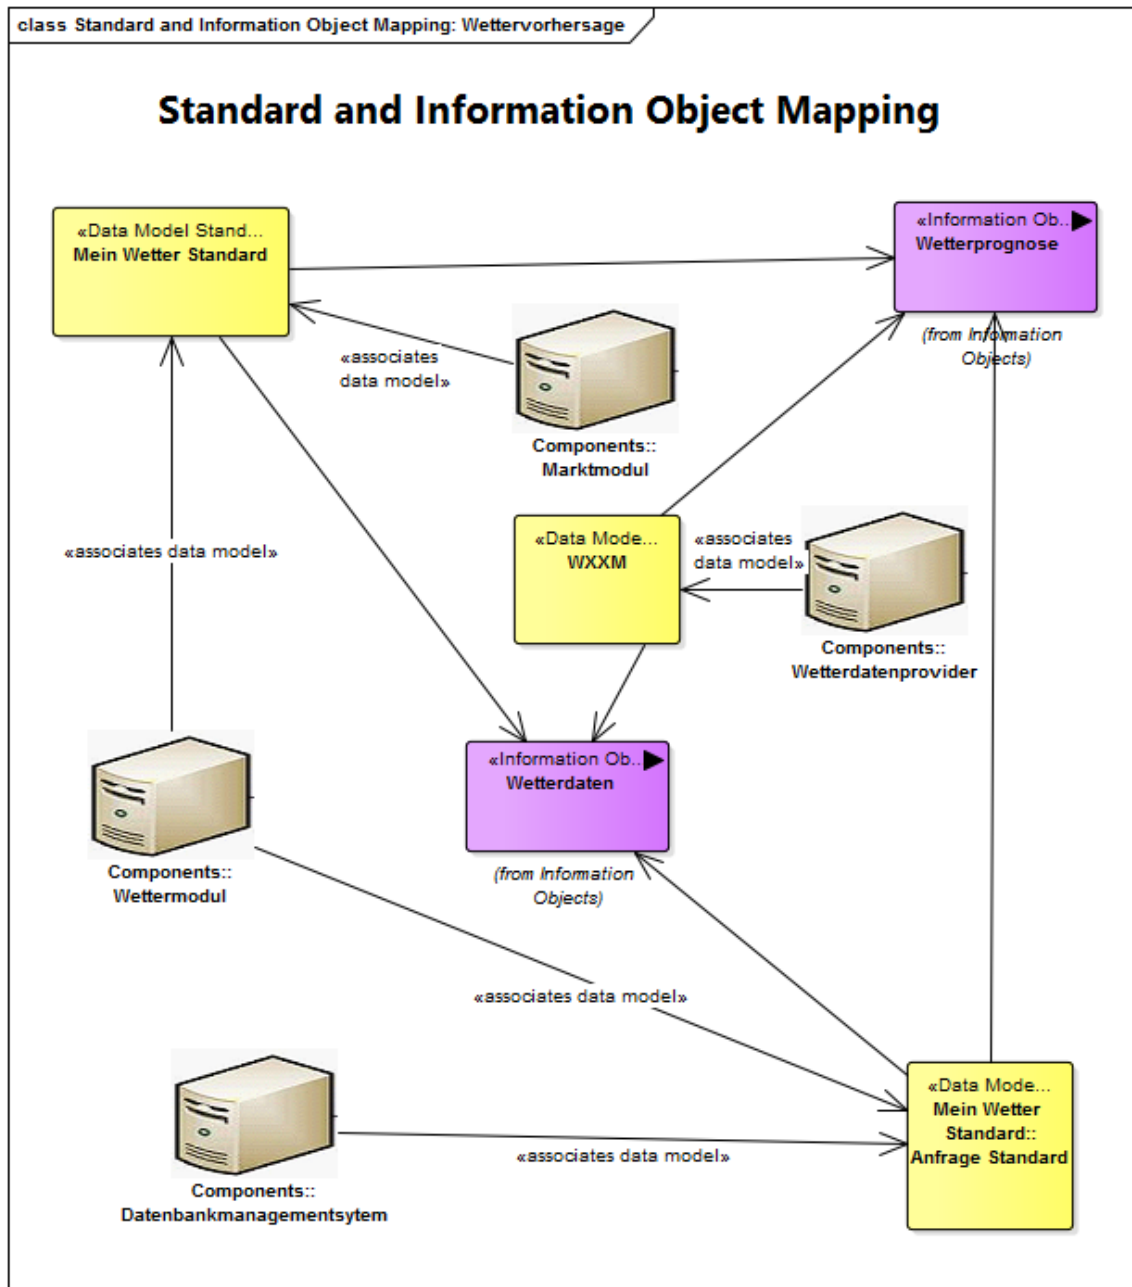 class Standard and Information Object Mapping: Wettervorhersage
Standard and Information Object Mapping
«Data Model Stand...
Mein Wetter Standard
«Information Ob...
Wetterprognose
(from Information
Objects)
«associates
data model»
Components::
Marktmodul
«associates data model»
«Data Mode...
WXXM
«associates
data model»
Components::
Wetterdatenprovider
«Information Ob...
Wetterdaten
(from Information
Objects)
Components::
Wettermodul
«associates data model»
«Data Mode...
Mein Wetter
Standard::
Anfrage Standard
«associates data model»
Components::
Datenbankmanagementsytem